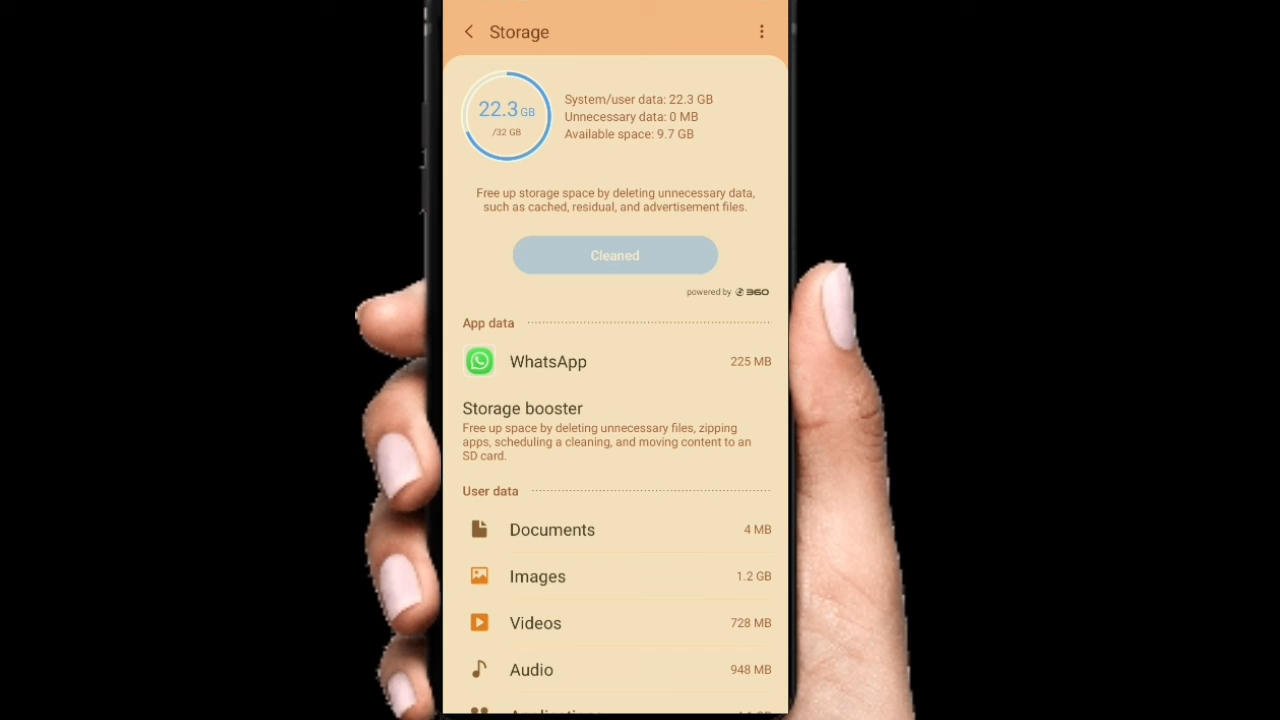 Storage
22.3 GB
/32 GB
System/user data: 22.3 GB
Unnecessary data: 0 MB
Available space: 9.7 GB
Free up storage space by deleting unnecessary data,
such as cached, residual, and advertisement files.
Cleaned
powered by 360
App data
WhatsApp 225 MB
Storage booster
Free up space by deleting unnecessary files, zipping
apps, scheduling a cleaning, and moving content to an
SD card.
User data
Documents 4 MB
Images 1.2 GB
Videos 728 MB
Audio 948 MB